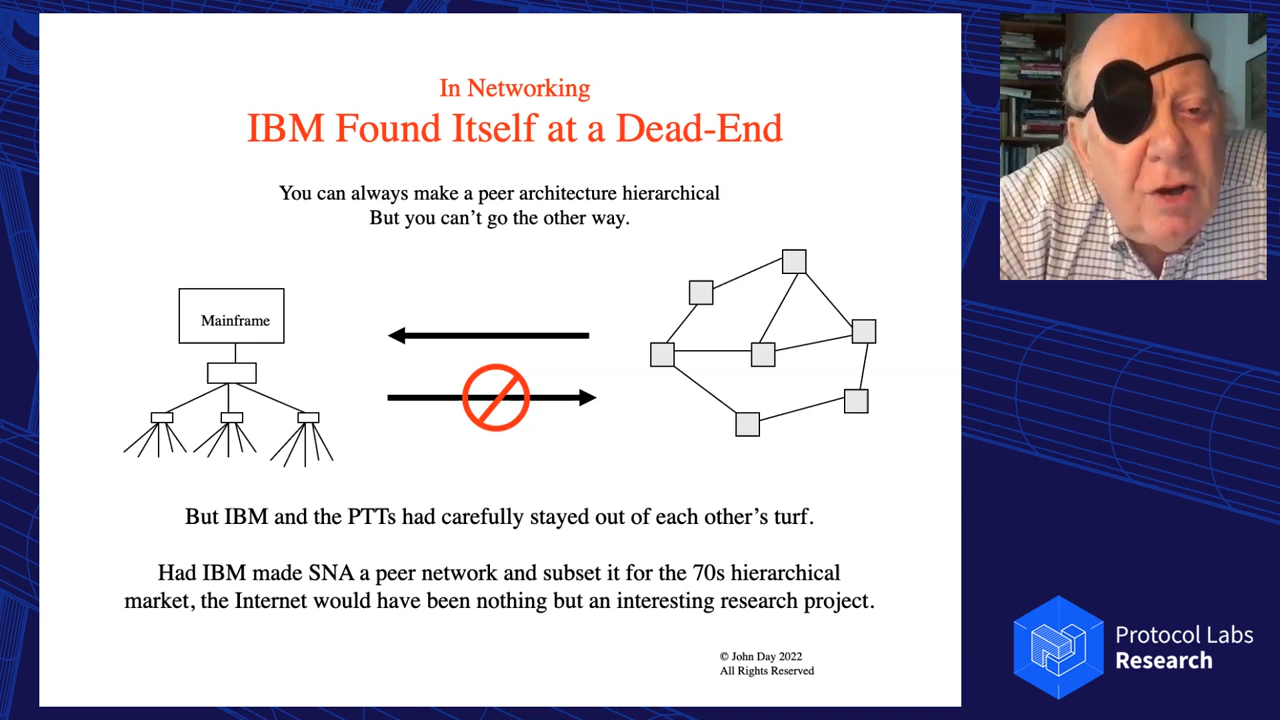 In Networking
IBM Found Itself at a Dead-End
You can always make a peer architecture hierarchical
But you can't go the other way.
Mainframe
But IBM and the PTTs had carefully stayed out of each other's turf.
Had IBM made SNA a peer network and subset it for the 70s hierarchical
market, the Internet would have been nothing but an interesting research project.
© John Day 2022
All Rights Reserved
Protocol Labs
Research